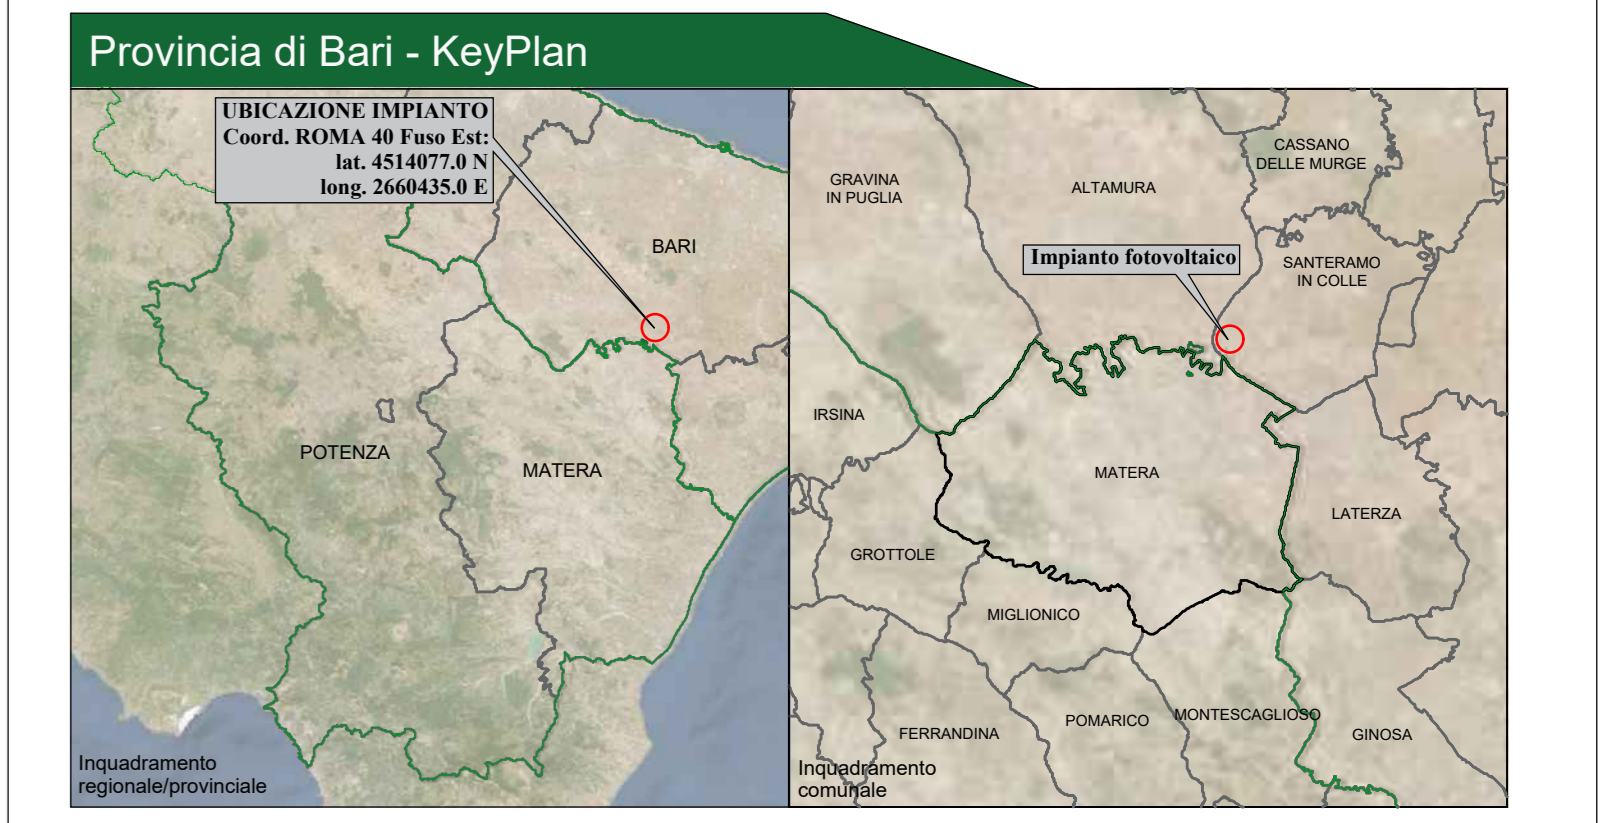 Provincia di Bari - KeyPlan
UBICAZIONE IMPIANTO
Coord. ROMA 40 Fuso Est:
lat. 4514077.0 N
long. 2660435.0 E
BARI
POTENZA
MATERA
Inquadramento
regionale/provinciale
CASSANO
DELLE MURGE
GRAVINA
IN PUGLIA
ALTAMURA
Impianto fotovoltaico
SANTERAMO
IN COLLE
IRSINA
MATERA
LATERZA
GROTTOLE
MIGLIONICO
FERRANDINA
POMARICO
MONTESCAGLIOSO
GINOSA
Inquadramento
comunale